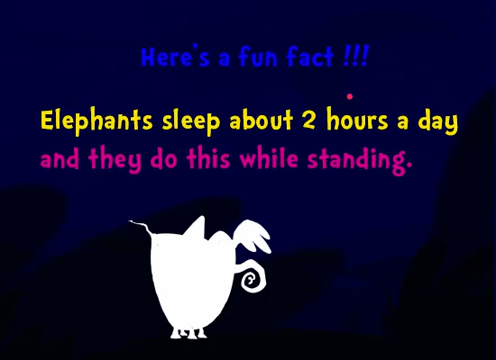 Here's a fun fact !!!
Elephants sleep about 2 hours a day
and they do this while standing.